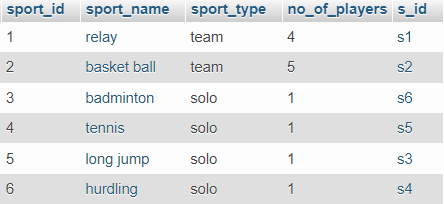 sport_id sport_name sport_type no_of_players s_id
1 relay team 4 s1
2 basket ball team 5 s2
3 badminton solo 1 s6
4 tennis solo 1 s5
5 long jump solo 1 s3
6 hurdling solo 1 s4